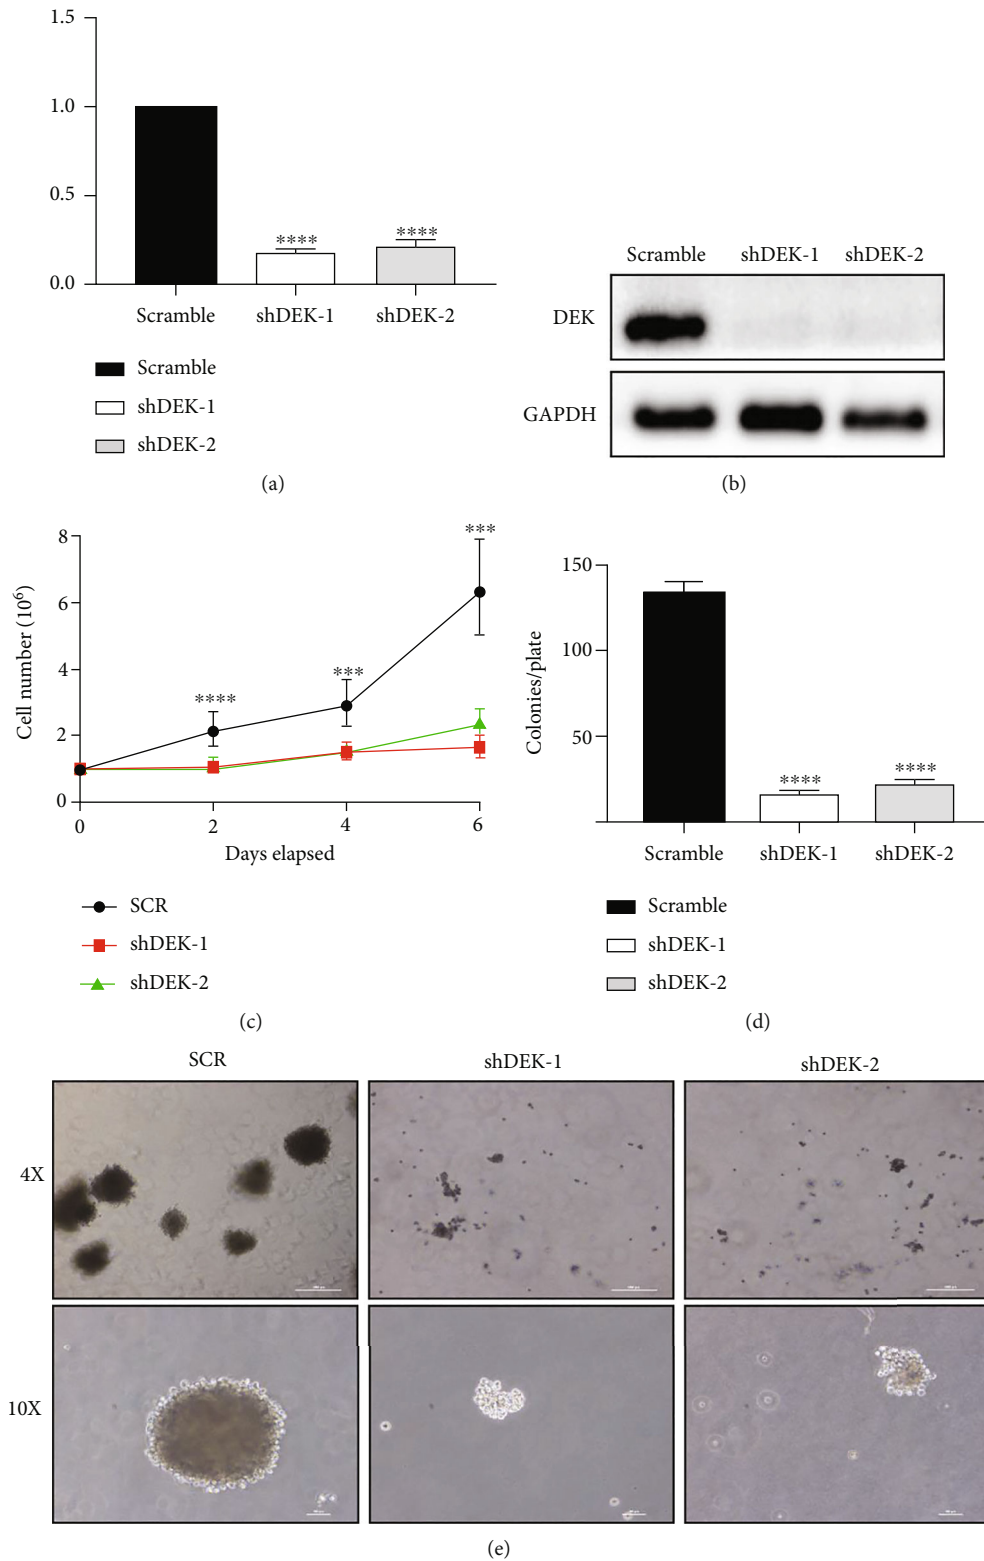 1.5
1.0
0.5
0.0
**** ****
Scramble shDEK-1 shDEK-2
Scramble
shDEK-1
shDEK-2
(a)
Scramble shDEK-1 shDEK-2
DEK
GAPDH
(b)
Cell number (10⁶)
8
6
4
2
0
**** *** ***
0 2 4 6
Days elapsed
SCR
shDEK-1
shDEK-2
(c)
Colonies/plate
150
100
50
**** ****
Scramble shDEK-1 shDEK-2
Scramble
shDEK-1
shDEK-2
(d)
SCR shDEK-1 shDEK-2
4X
10X
(e)